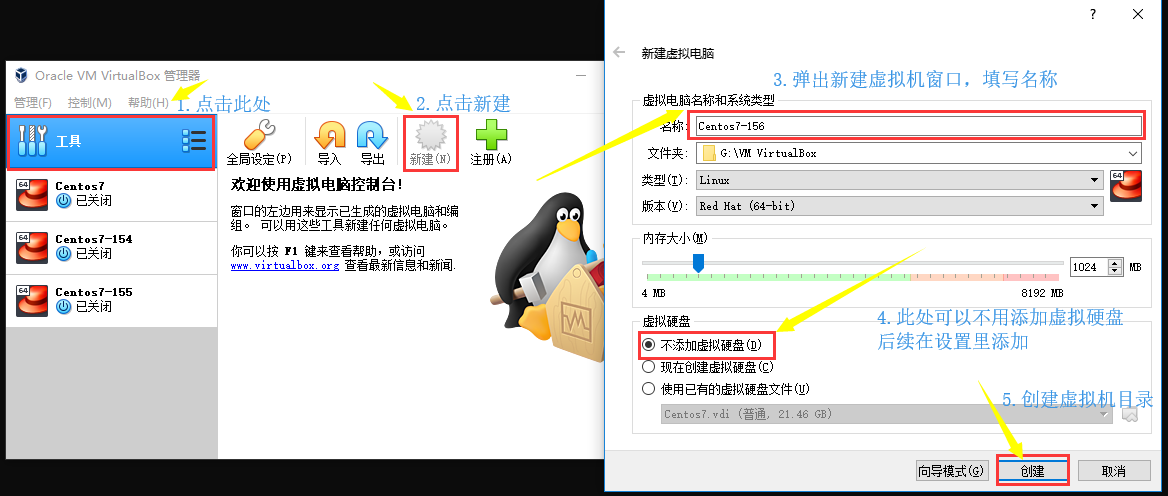 Oracle VM VirtualBox 管理器
管理(F) 控制(M) 帮助(H)
1.点击此处
2.点击新建
工具
全局设定(P)
导入
导出
新建(N)
注册(A)
64
Centos7
已关闭
64
Centos7-154
已关闭
64
Centos7-155
已关闭
欢迎使用虚拟电脑控制台!
窗口的左边用来显示已生成的虚拟电脑和编
组。 可以用这些工具新建任何虚拟电脑。
你可以按 F1 键来查看帮助，或访问
www.virtualbox.org 查看最新信息和新闻.
?
新建虚拟电脑
3.弹出新建虚拟机窗口，填写名称
虚拟电脑名称和系统类型
名称: Centos7-156
文件夹: G:\VM VirtualBox
类型(T): Linux
64
版本(V): Red Hat (64-bit)
内存大小(M)
1024 MB
4 MB 8192 MB
虚拟硬盘
4.此处可以不用添加虚拟硬盘
后续在设置里添加
不添加虚拟硬盘(D)
现在创建虚拟硬盘(C)
使用已有的虚拟硬盘文件(U)
Centos7.vdi (普通, 21.46 GB)
5.创建虚拟机目录
向导模式(G) 创建 取消